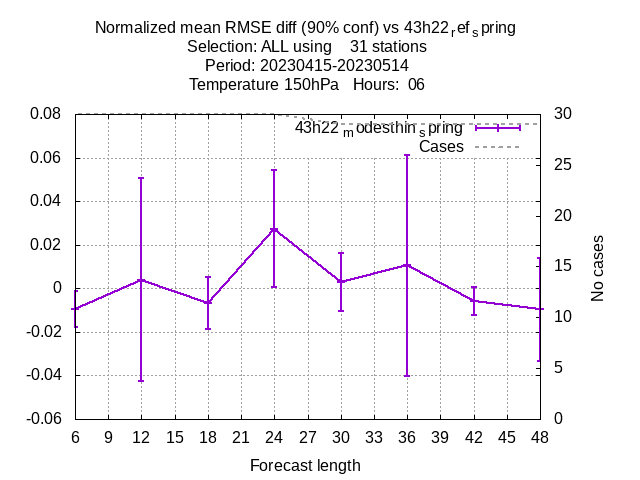 Normalized mean RMSE diff (90% conf) vs 43h22ref spring
Selection: ALL using 31 stations
Period: 20230415-20230514
Temperature 150hPa Hours: 06
43h22modesthinspring
Cases
0.08
0.06
0.04
0.02
0
-0.02
-0.04
-0.06
30
25
20
15
10
5
0
No cases
6 9 12 15 18 21 24 27 30 33 36 39 42 45 48
Forecast length